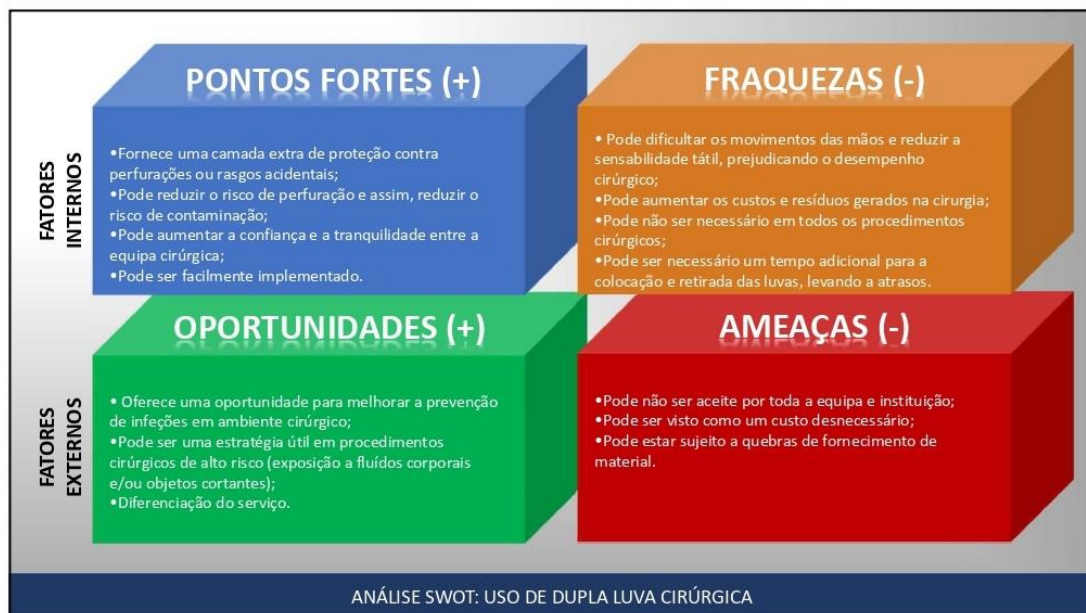 PONTOS FORTES (+)
FRAQUEZAS (-)
FATORES
INTERNOS
•Fornece uma camada extra de proteção contra
perfurações ou rasgos acidentais;
•Pode reduzir o risco de perfuração e assim, reduzir o
risco de contaminação;
•Pode aumentar a confiança e a tranquilidade entre a
equipa cirúrgica;
•Pode ser facilmente implementado.
• Pode dificultar os movimentos das mãos e reduzir a
sensabilidade tátil, prejudicando o desempenho
cirúrgico;
•Pode aumentar os custos e resíduos gerados na cirurgia;
•Pode não ser necessário em todos os procedimentos
cirúrgicos;
•Pode ser necessário um tempo adicional para a
colocação e retirada das luvas, levando a atrasos.
OPORTUNIDADES (+)
AMEAÇAS (-)
FATORES
EXTERNOS
• Oferece uma oportunidade para melhorar a prevenção
de infeções em ambiente cirúrgico;
•Pode ser uma estratégia útil em procedimentos
cirúrgicos de alto risco (exposição a fluídos corporais
e/ou objetos cortantes);
•Diferenciação do serviço.
•Pode não ser aceite por toda a equipa e instituição;
•Pode ser visto como um custo desnecessário;
•Pode estar sujeito a quebras de fornecimento de
material.
ANÁLISE SWOT: USO DE DUPLA LUVA CIRÚRGICA